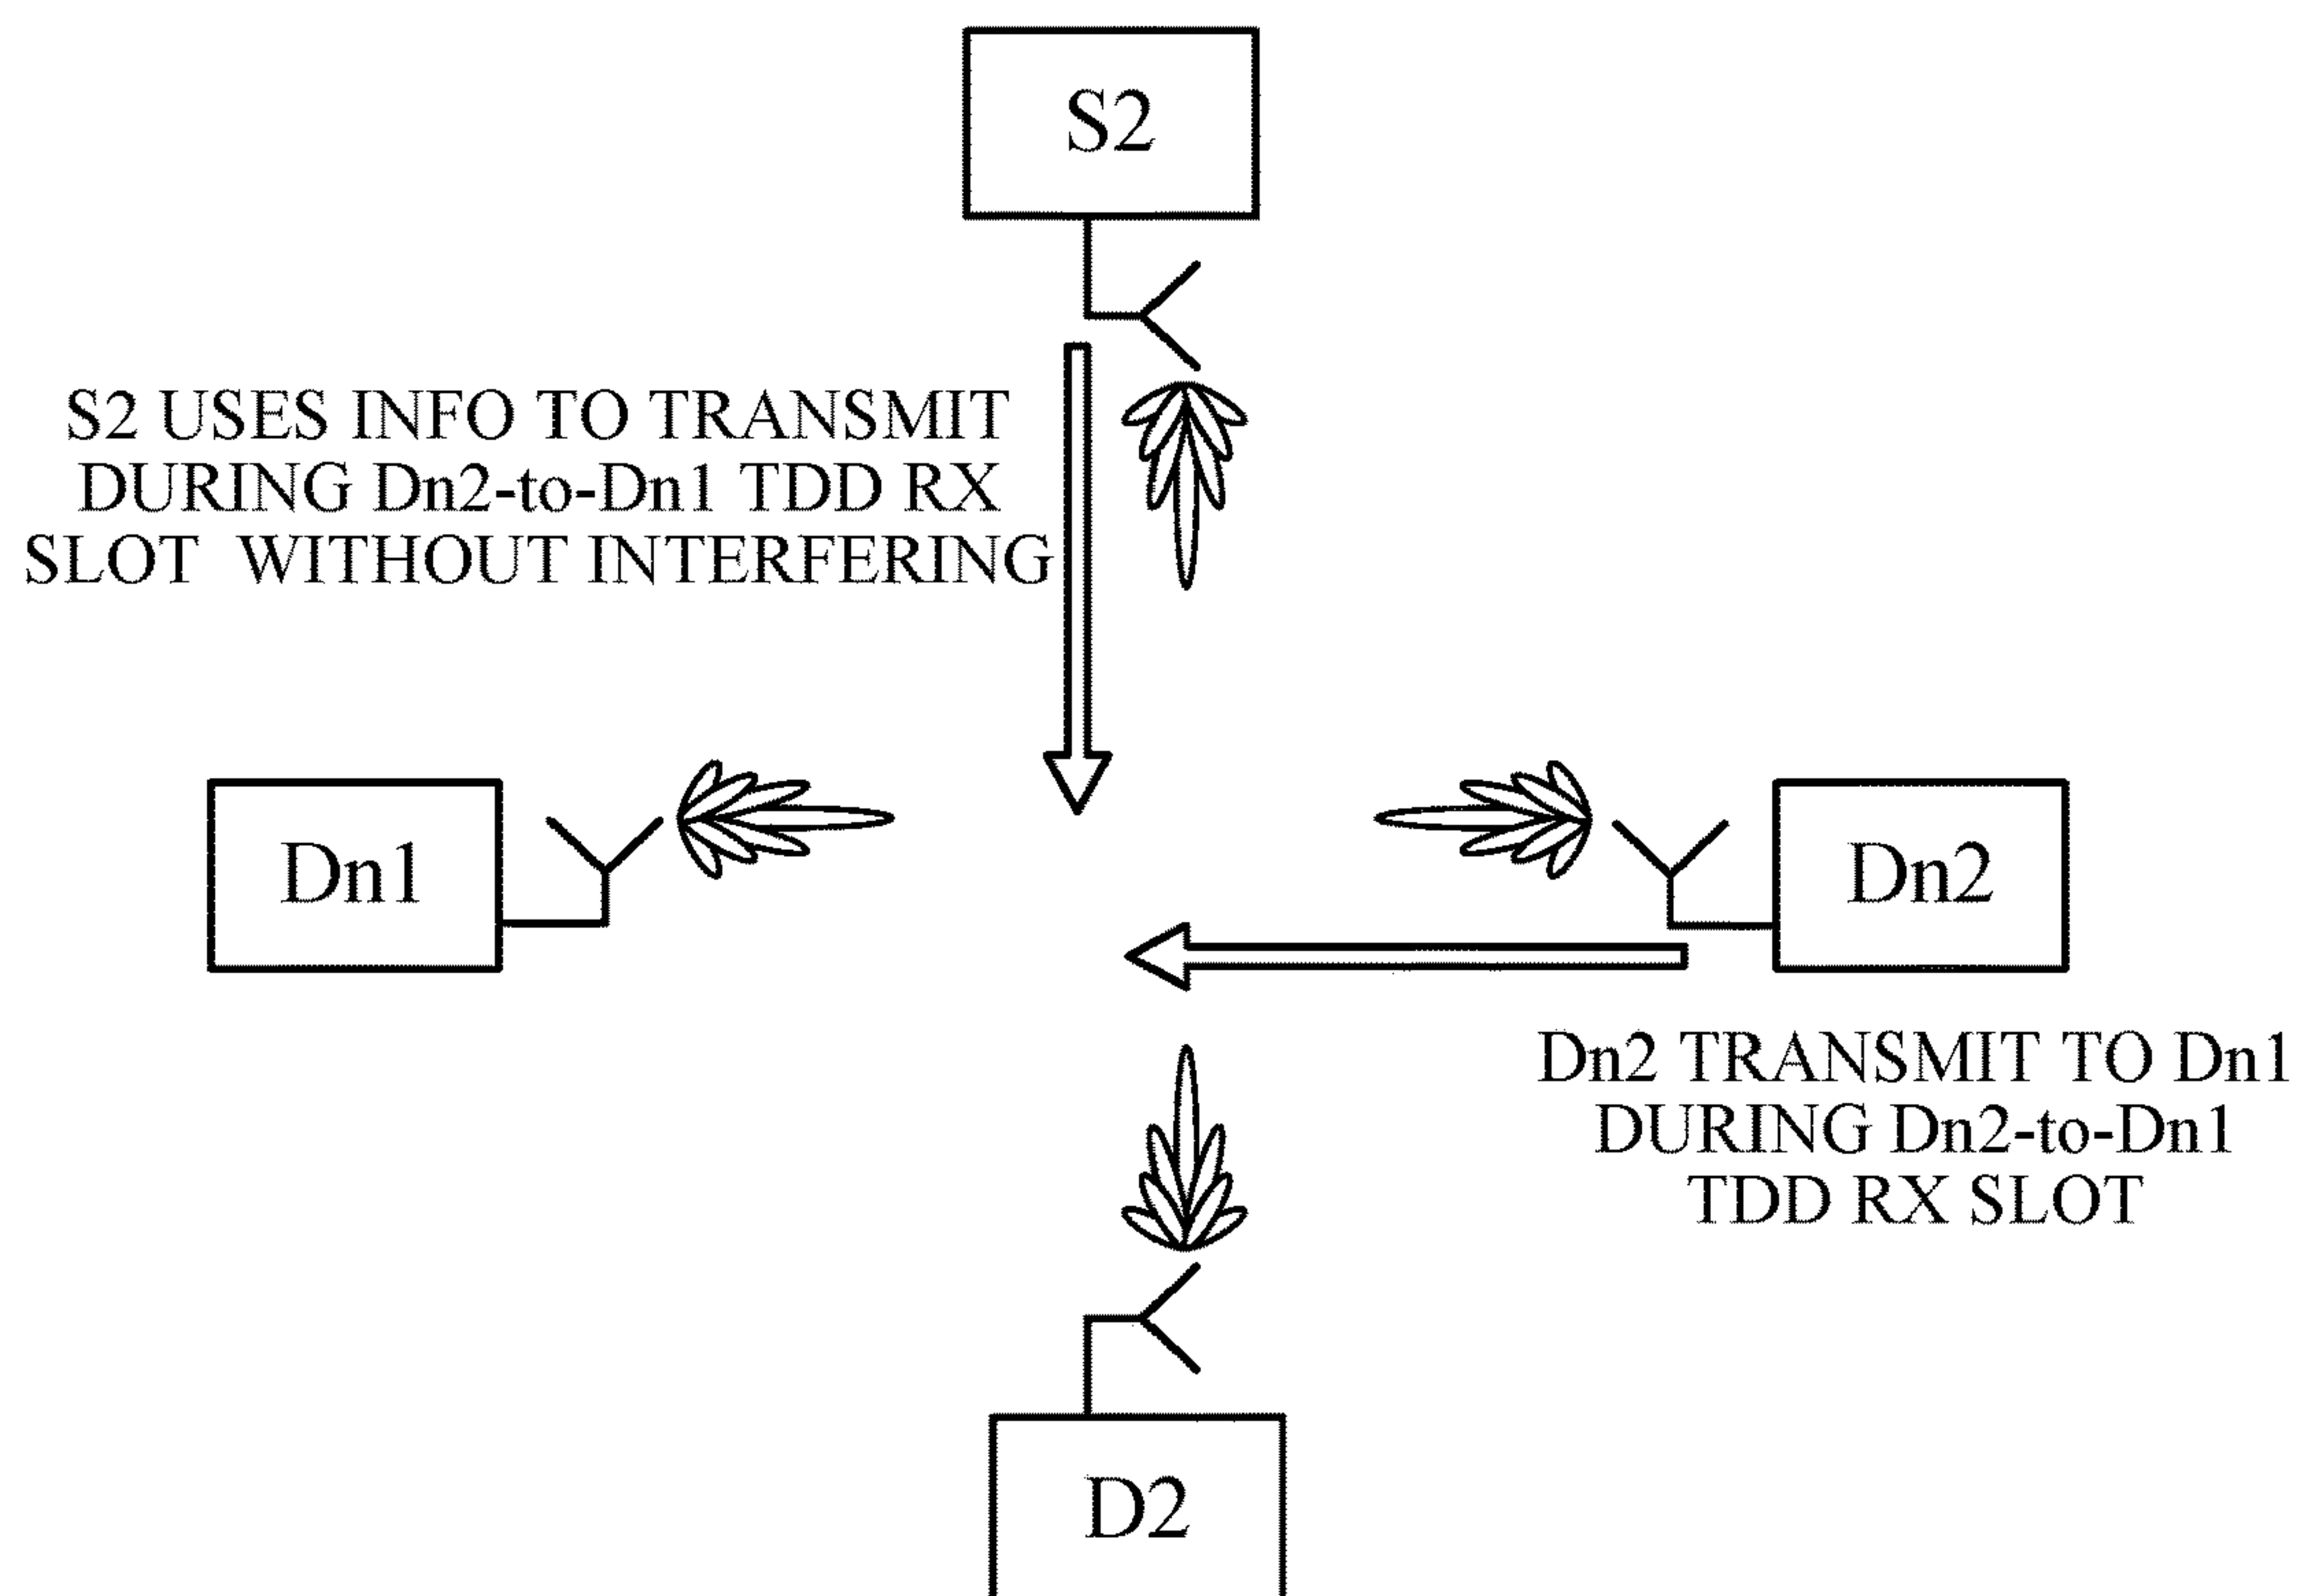 S2
S2 USES INFO TO TRANSMIT
DURING Dn2-to-Dn1 TDD RX
SLOT WITHOUT INTERFERING
Dn1
Dn2
Dn2 TRANSMIT TO Dn1
DURING Dn2-to-Dn1
TDD RX SLOT
D2